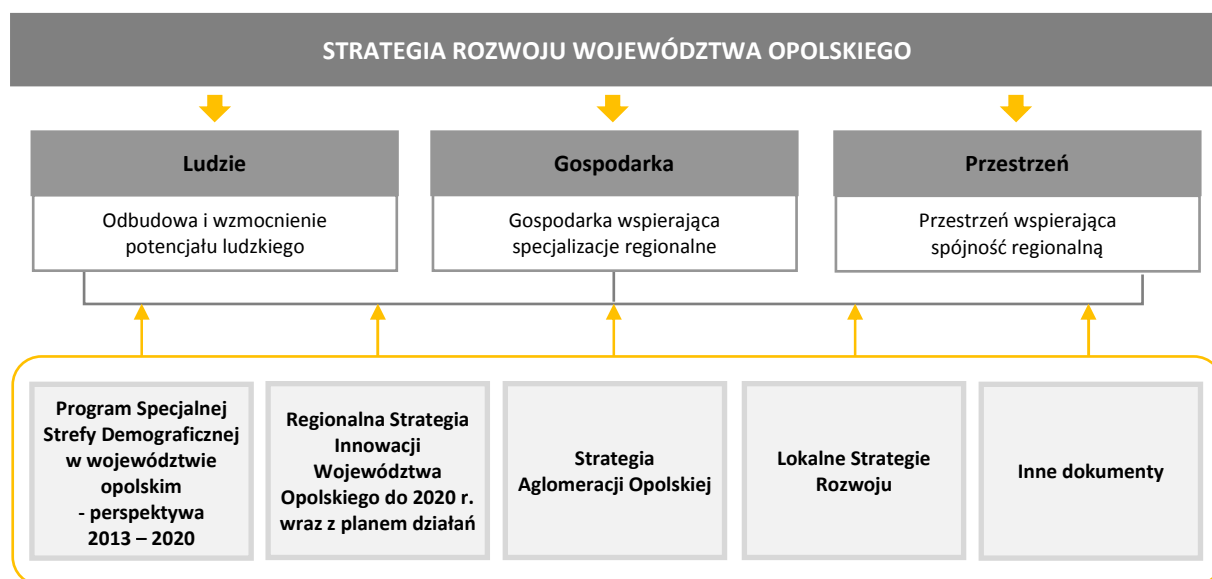 STRATEGIA ROZWOJU WOJEWÓDZTWA OPOLSKIEGO
Ludzie
Odbudowa i wzmocnienie
potencjału ludzkiego
Gospodarka
Gospodarka wspierająca
specjalizacje regionalne
Przestrzeń
Przestrzeń wspierająca
spójność regionalną
Program Specjalnej
Strefy Demograficznej
w województwie
opolskim
- perspektywa
2013 – 2020
Regionalna Strategia
Innowacji
Województwa
Opolskiego do 2020 r.
wraz z planem działań
Strategia
Aglomeracji Opolskiej
Lokalne Strategie
Rozwoju
Inne dokumenty